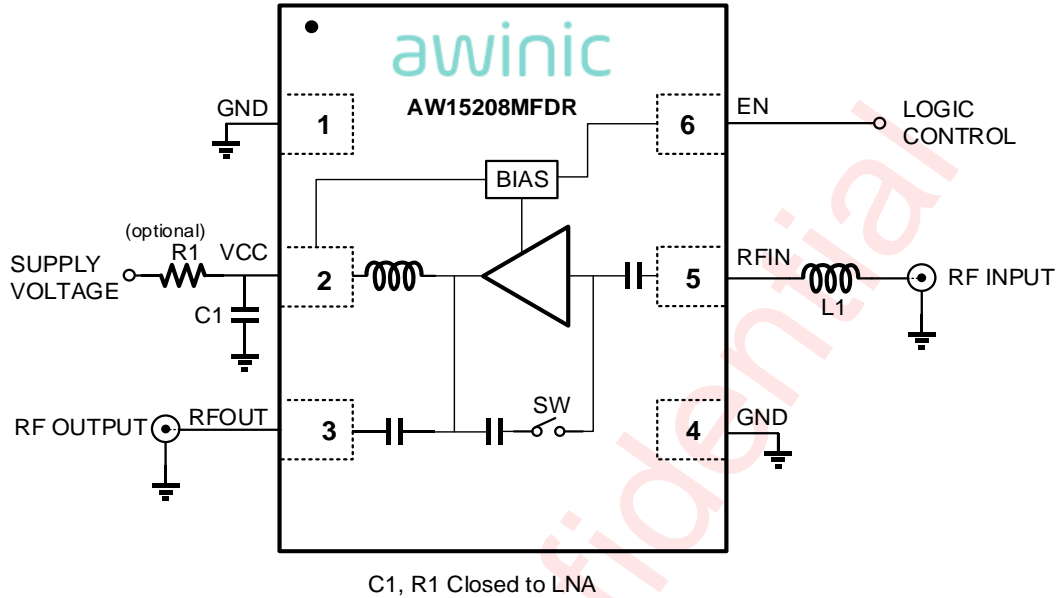 awinic
AW15208MFDR
GND
1
6
EN
LOGIC
CONTROL
BIAS
(optional)
R1
VCC
SUPPLY
VOLTAGE
2
C1
5
RFIN
L1
RF INPUT
RF OUTPUT
RFOUT
3
SW
4
GND
C1, R1 Closed to LNA
fidential